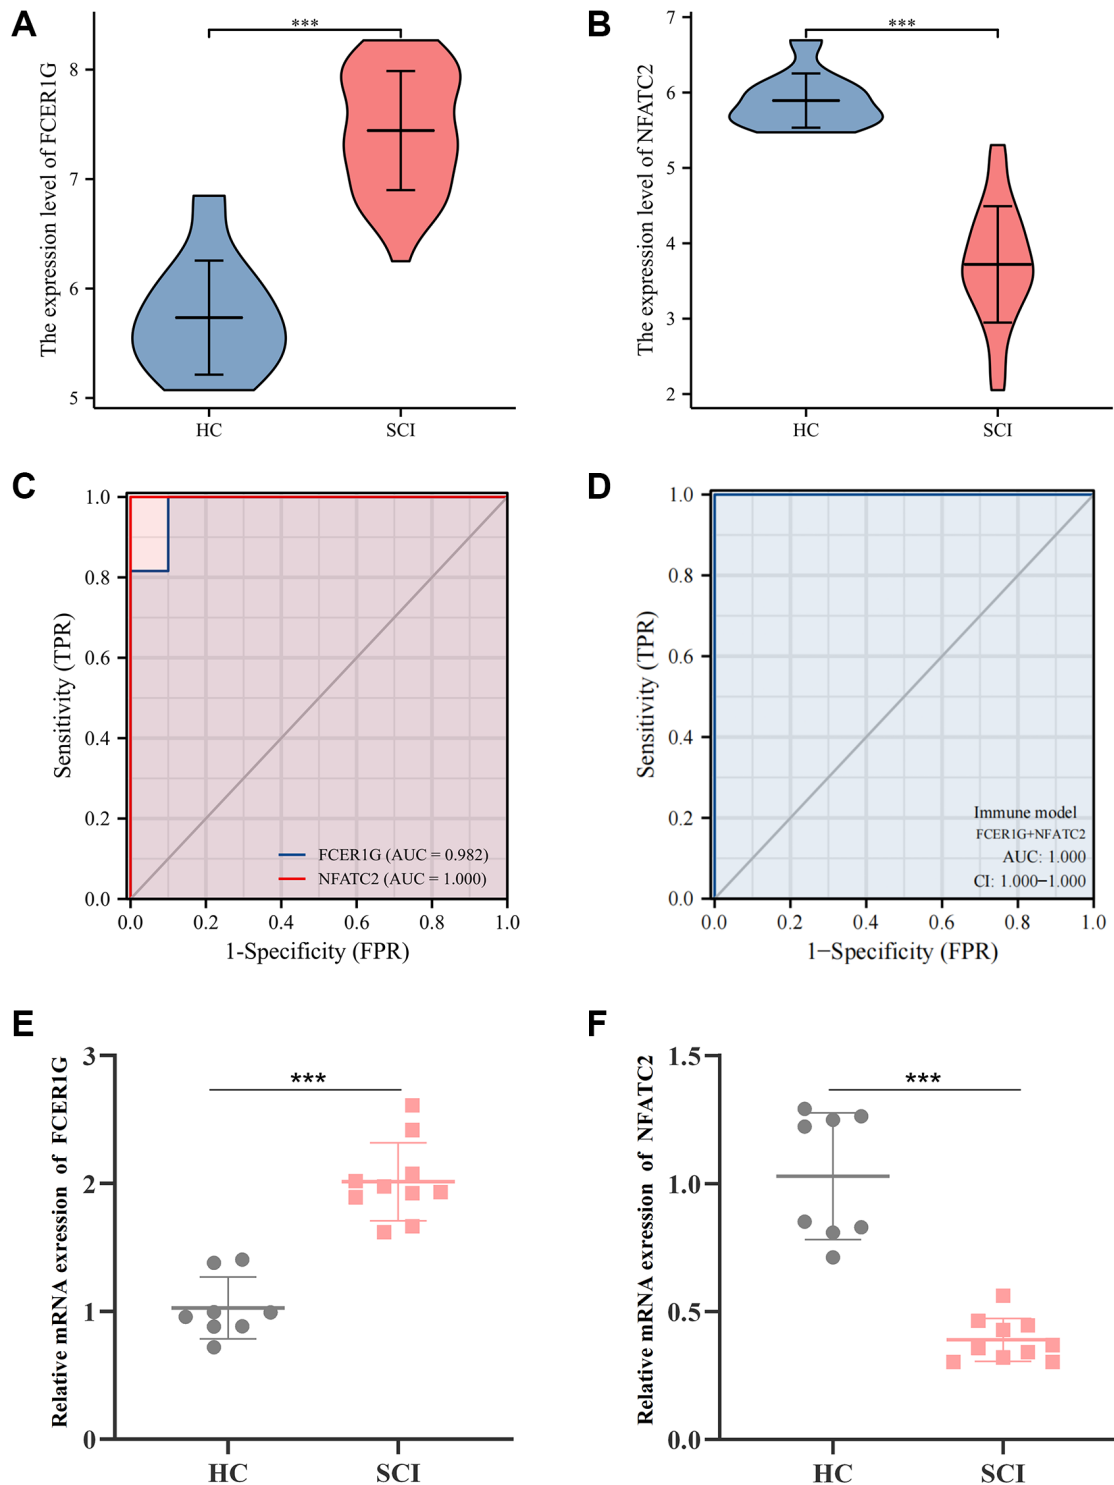 A
The expression level of FCER1G
8
7
6
5
***
HC
SCI
B
The expression level of NFATC2
7
6
5
4
3
2
***
HC
SCI
C
Sensitivity (TPR)
1.0
0.8
0.6
0.4
0.2
0.0
FCER1G (AUC = 0.982)
NFATC2 (AUC = 1.000)
0.0 0.2 0.4 0.6 0.8 1.0
1-Specificity (FPR)
D
Sensitivity (TPR)
1.0
0.8
0.6
0.4
0.2
0.0
Immune model
FCER1G+NFATC2
AUC: 1.000
CI: 1.000−1.000
0.0 0.2 0.4 0.6 0.8 1.0
1−Specificity (FPR)
E
Relative mRNA exression of FCER1G
3
2
1
0
***
HC
SCI
F
Relative mRNA exression of NFATC2
1.5
1.0
0.5
0.0
***
HC
SCI